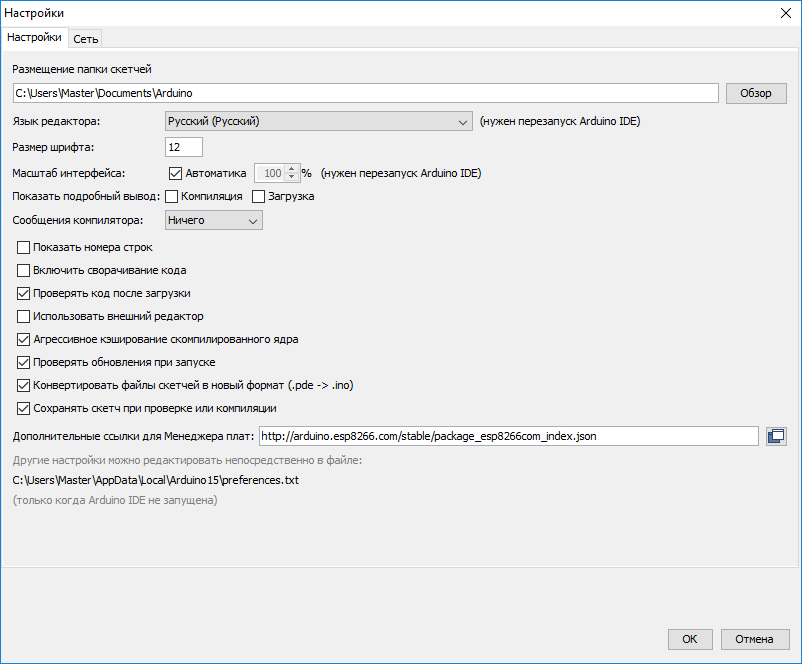 Настройки
Настройки Сеть
Размещение папки скетчей
C:\Users\Master\Documents\Arduino Обзор
Язык редактора: Русский (Русский) (нужен перезапуск Arduino IDE)
Размер шрифта: 12
Масштаб интерфейса: Автоматика 100 % (нужен перезапуск Arduino IDE)
Показать подробный вывод: Компиляция Загрузка
Сообщения компилятора: Ничего
Показать номера строк
Включить сворачивание кода
Проверять код после загрузки
Использовать внешний редактор
Агрессивное кэширование скомпилированного ядра
Проверять обновления при запуске
Конвертировать файлы скетчей в новый формат (.pde -> .ino)
Сохранять скетч при проверке или компиляции
Дополнительные ссылки для Менеджера плат: http://arduino.esp8266.com/stable/package_esp8266com_index.json
Другие настройки можно редактировать непосредственно в файле:
C:\Users\Master\AppData\Local\Arduino15\preferences.txt
(только когда Arduino IDE не запущена)
OK Отмена